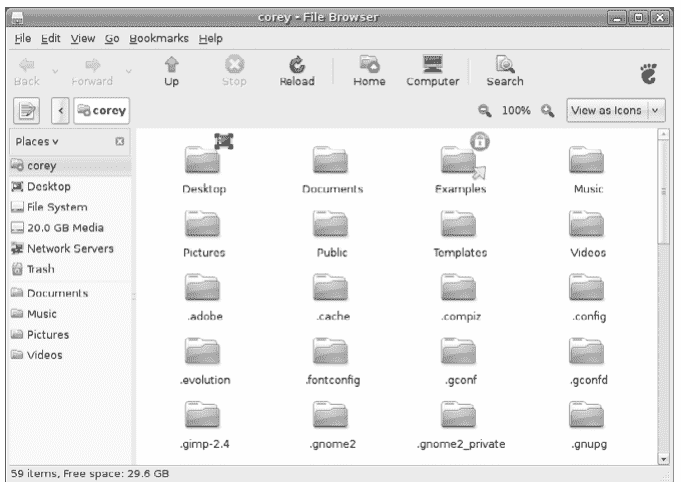 corey - File Browser
File Edit View Go Bookmarks Help
Back Forward Up Stop Reload Home Computer Search
corey 100% View as Icons
Places
corey
Desktop
File System
20.0 GB Media
Network Servers
Trash
Documents
Music
Pictures
Videos
Desktop Documents Examples Music
Pictures Public Templates Videos
.adobe .cache .compiz .config
.evolution .fontconfig .gconf .gconfd
.gimp-2.4 .gnome2 .gnome2_private .gnupg
59 items, Free space: 29.6 GB